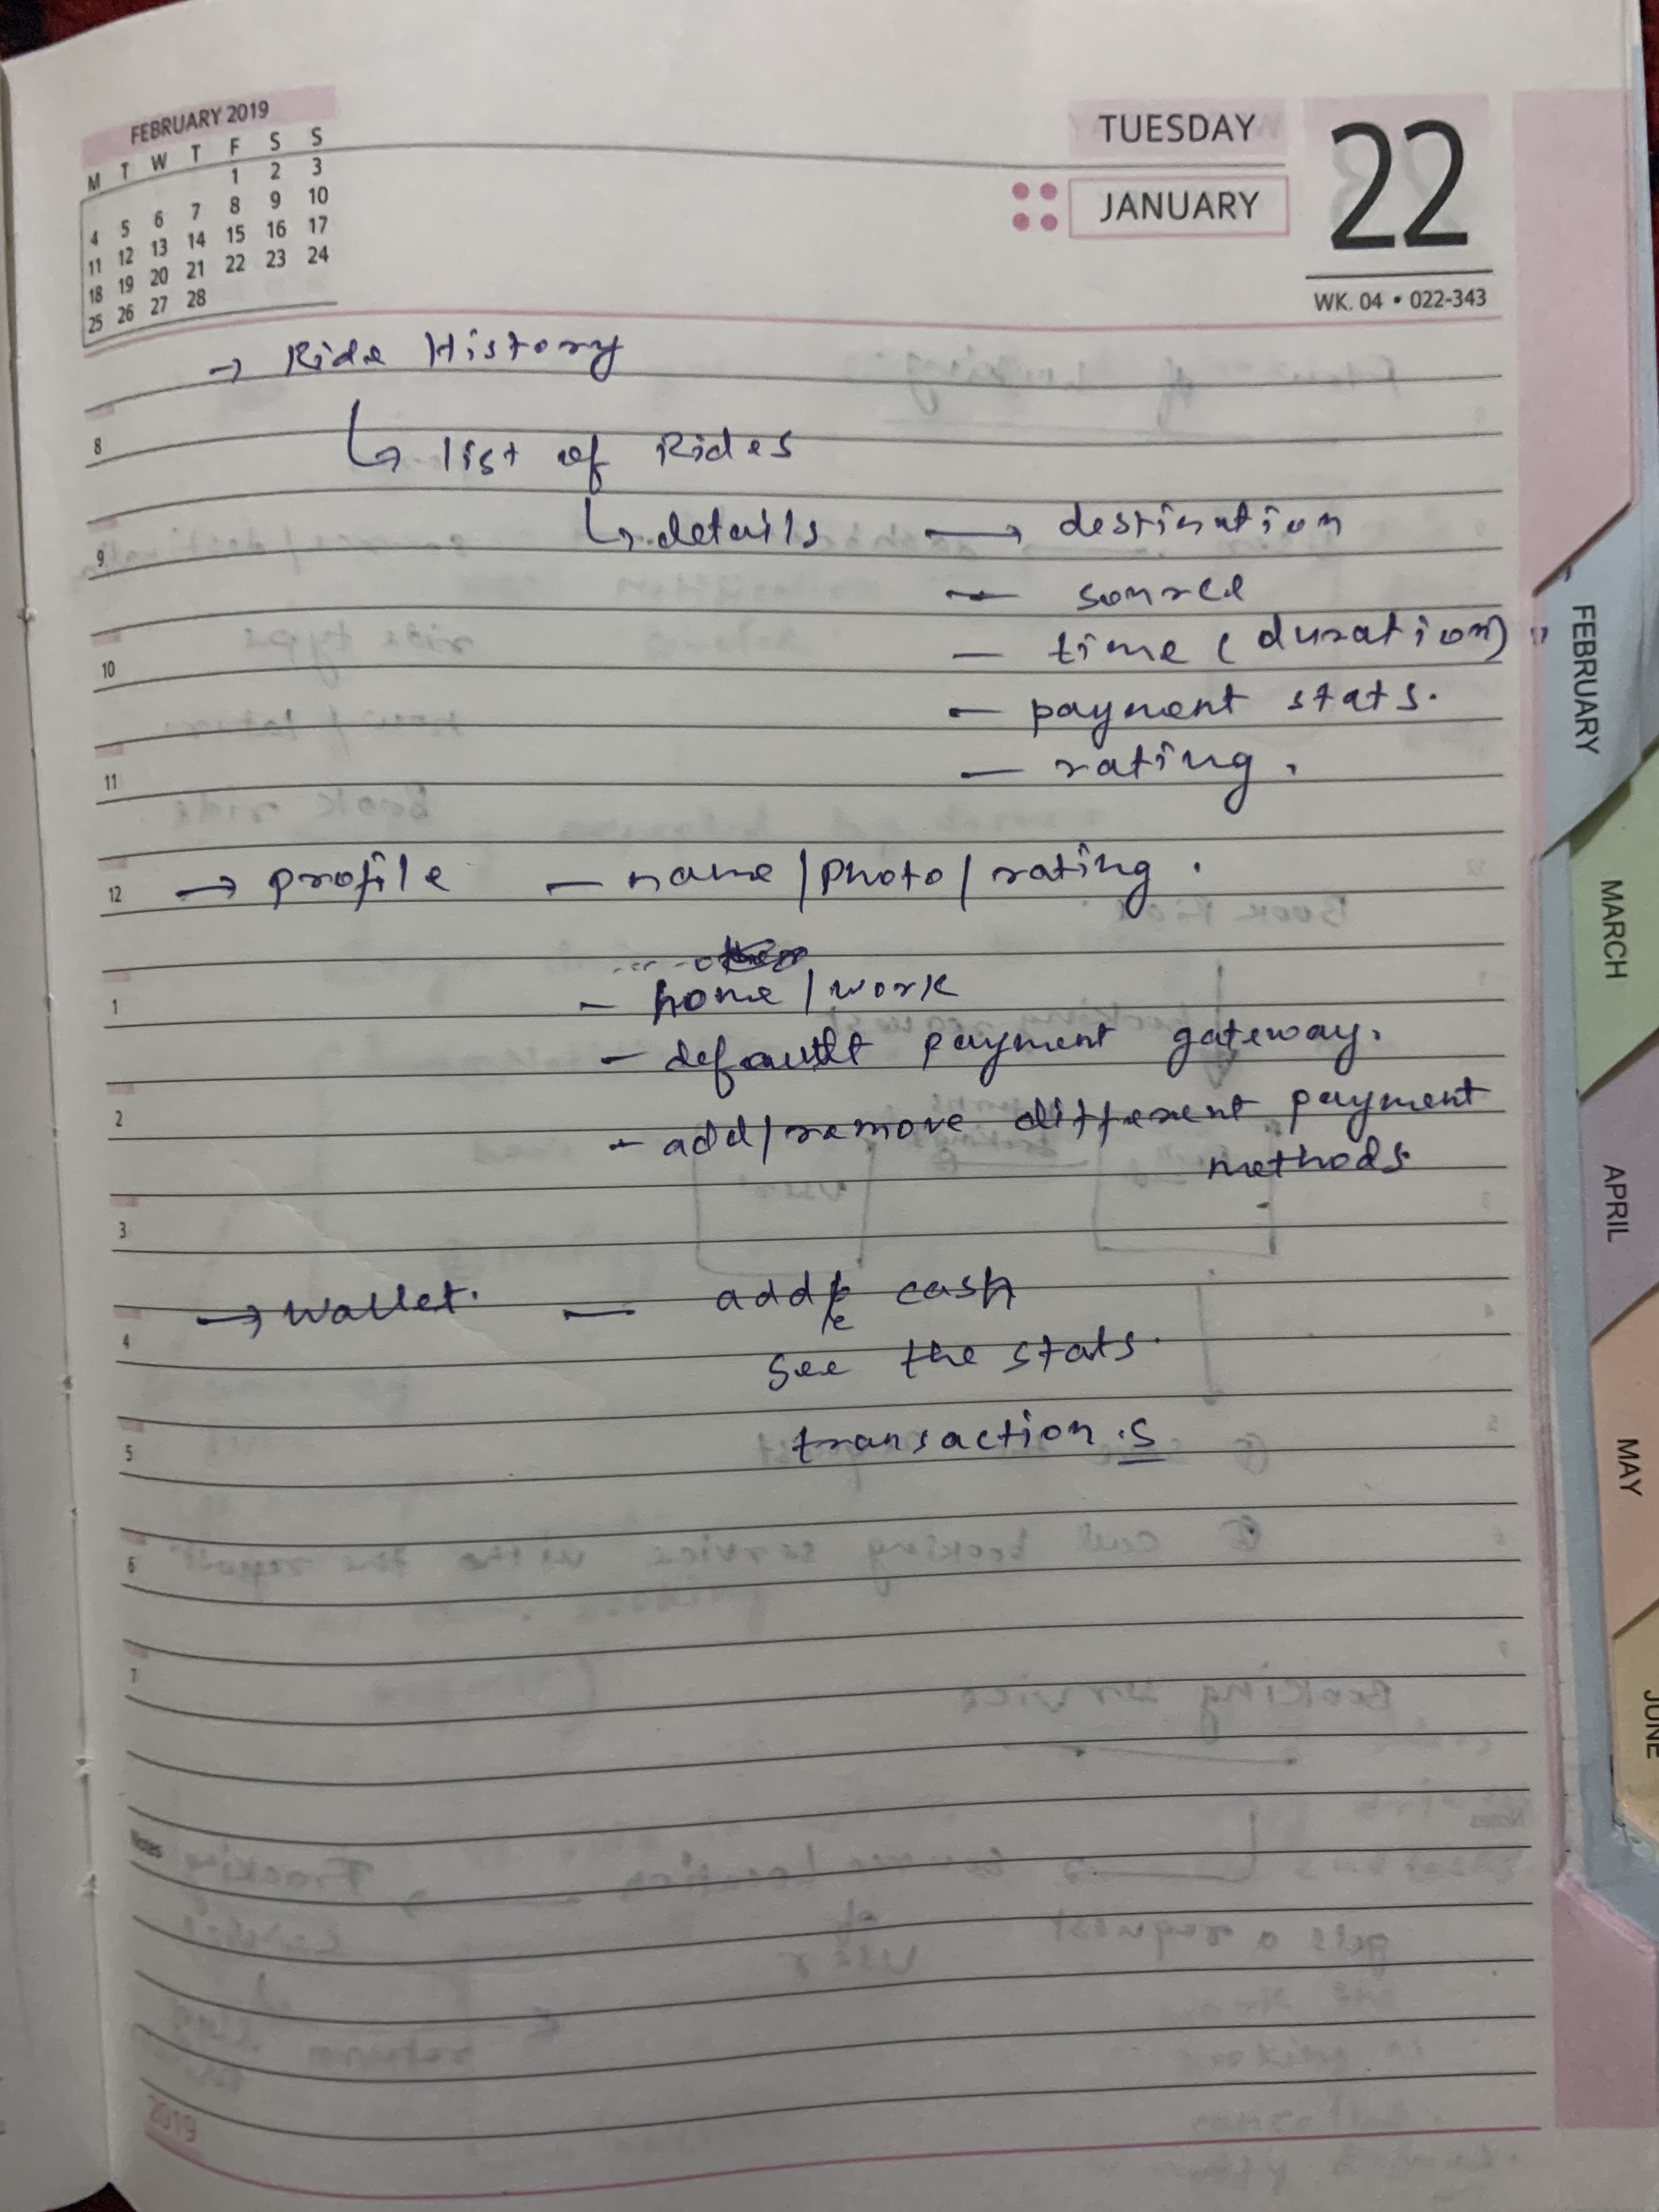 FEBRUARY 2019
M T W T F S S
1 2 3
4 5 6 7 8 9 10
11 12 13 14 15 16 17
18 19 20 21 22 23 24
25 26 27 28
TUESDAY
JANUARY
22
WK. 04 • 022-343
→ Ride History
8
↳ list of Rides
↳ details → destination
9
— source
— time (duration)
10
— payment stats.
— rating.
11
12 → profile — name/photo/rating.
1 — home/work
— default payment gateway.
2 — add/remove different payment
methods
3
→ wallet. — add cash
4 see the stats.
transactions
5
6
7
Notes
2019
FEBRUARY
MARCH
APRIL
MAY
JUNE